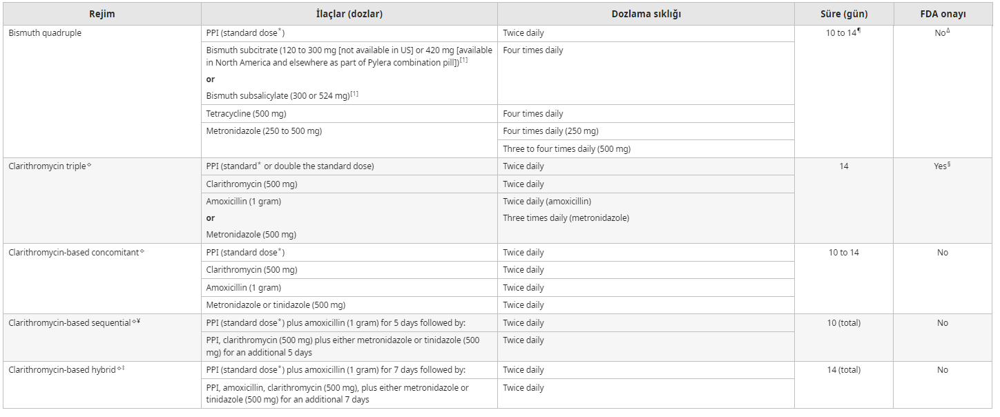 Rejim İlaçlar (dozlar) Dozlama sıklığı Süre (gün) FDA onayı
Bismuth quadruple PPI (standard dose*) Twice daily 10 to 14¶ NoΔ
Bismuth subcitrate (120 to 300 mg [not available in US] or 420 mg [available Four times daily
in North America and elsewhere as part of Pylera combination pill])[1]
or
Bismuth subsalicylate (300 or 524 mg)[1]
Tetracycline (500 mg) Four times daily
Metronidazole (250 to 500 mg) Four times daily (250 mg)
Three to four times daily (500 mg)
Clarithromycin triple◇ PPI (standard* or double the standard dose) Twice daily 14 Yes§
Clarithromycin (500 mg) Twice daily
Amoxicillin (1 gram) Twice daily (amoxicillin)
or Three times daily (metronidazole)
Metronidazole (500 mg)
Clarithromycin-based concomitant◇ PPI (standard dose*) Twice daily 10 to 14 No
Clarithromycin (500 mg) Twice daily
Amoxicillin (1 gram) Twice daily
Metronidazole or tinidazole (500 mg) Twice daily
Clarithromycin-based sequential◇¥ PPI (standard dose*) plus amoxicillin (1 gram) for 5 days followed by: Twice daily 10 (total) No
PPI, clarithromycin (500 mg) plus either metronidazole or tinidazole (500 Twice daily
mg) for an additional 5 days
Clarithromycin-based hybrid◇‡ PPI (standard dose*) plus amoxicillin (1 gram) for 7 days followed by: Twice daily 14 (total) No
PPI, amoxicillin, clarithromycin (500 mg), plus either metronidazole or Twice daily
tinidazole (500 mg) for an additional 7 days